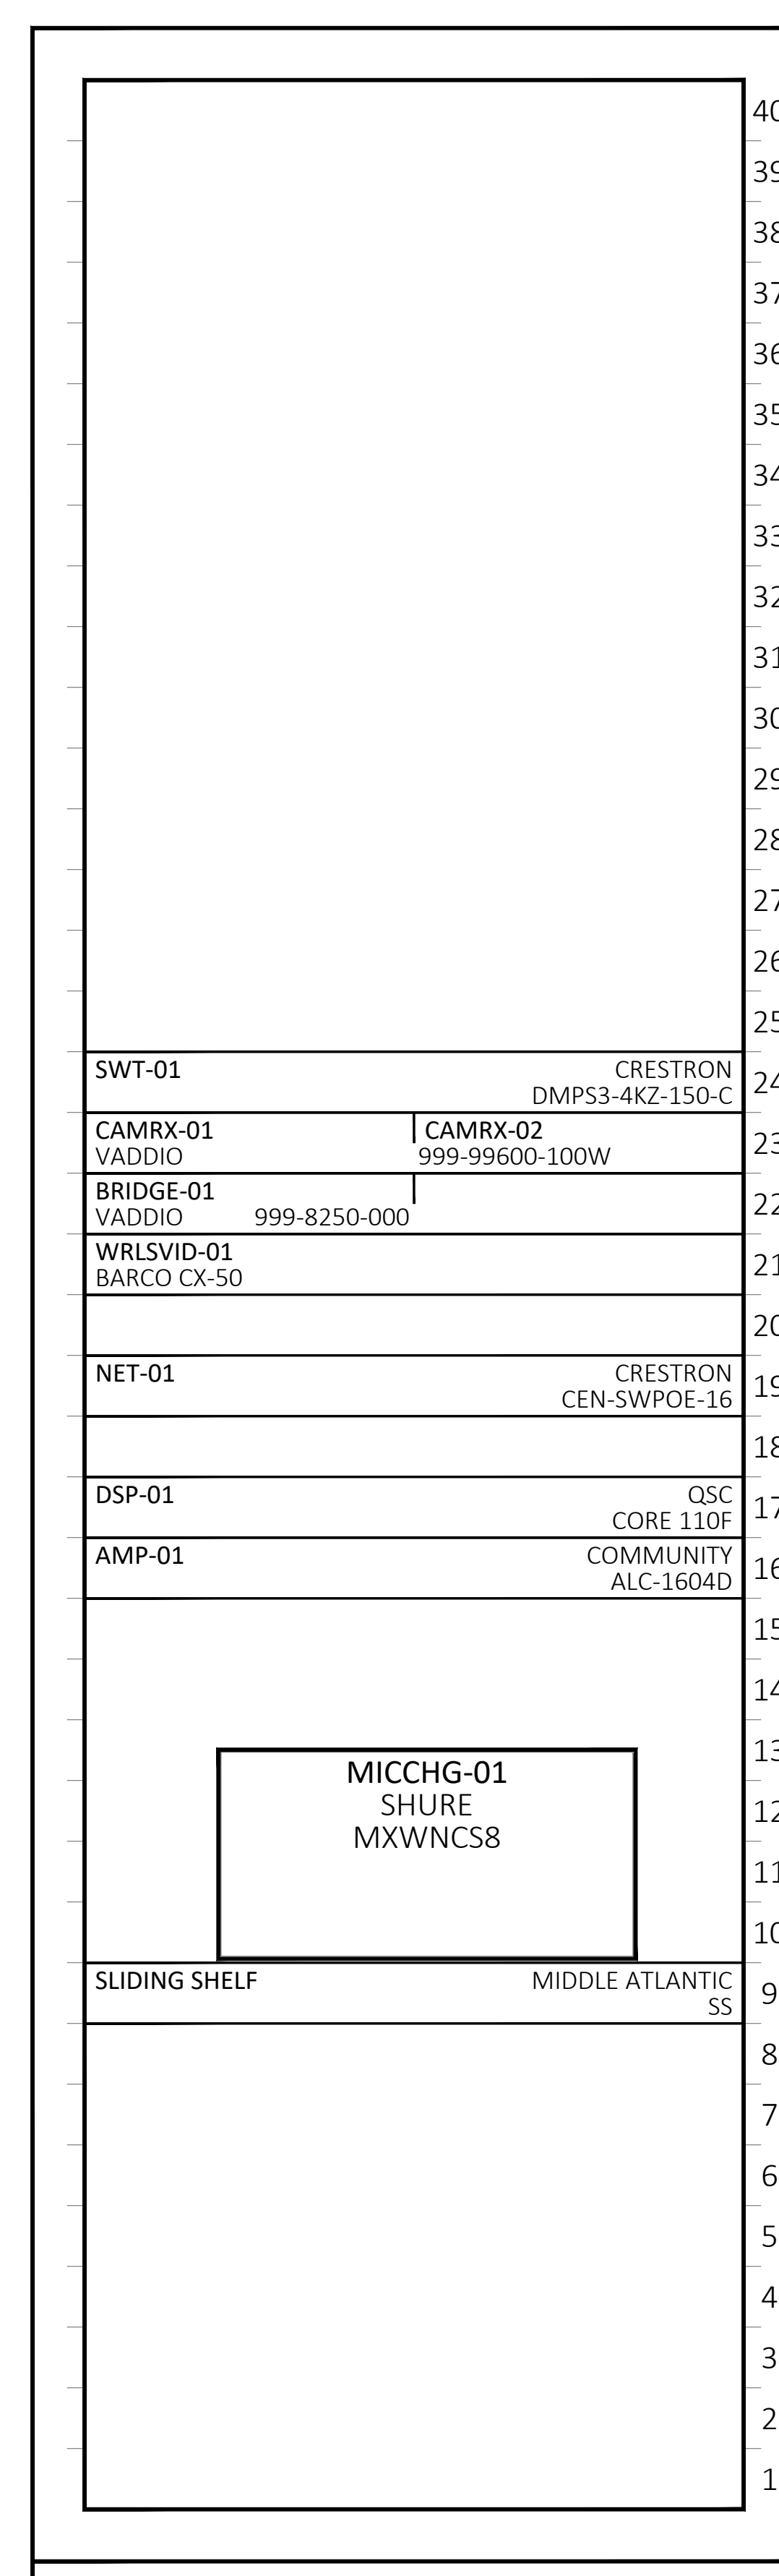 40
39
38
37
36
35
34
33
32
31
30
29
28
27
26
25
SWT-01 CRESTRON 24
DMPS3-4KZ-150-C
CAMRX-01 CAMRX-02 23
VADDIO 999-99600-100W
BRIDGE-01 22
VADDIO 999-8250-000
WRLSVID-01 21
BARCO CX-50
20
NET-01 CRESTRON 19
CEN-SWPOE-16
18
DSP-01 QSC 17
CORE 110F
AMP-01 COMMUNITY 16
ALC-1604D
15
14
13
MICCHG-01
SHURE 12
MXWNCS8
11
10
SLIDING SHELF MIDDLE ATLANTIC 9
SS
8
7
6
5
4
3
2
1